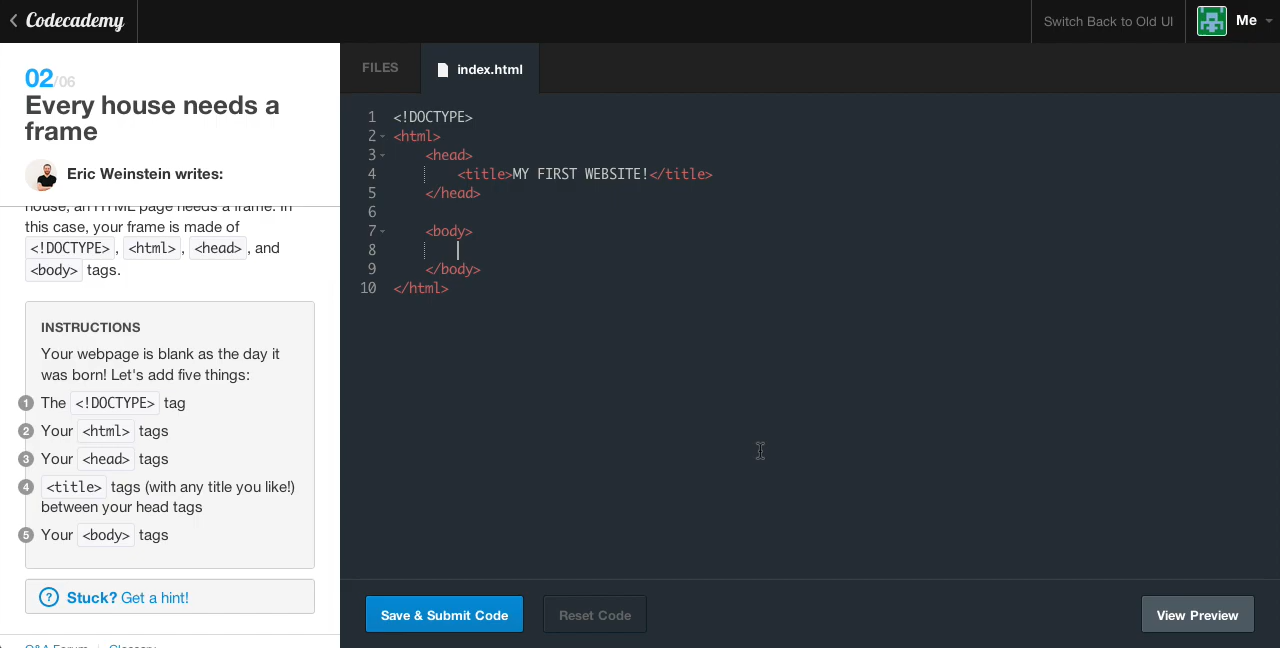 Codecademy
Switch Back to Old UI
Me
02/06
Every house needs a
frame
Eric Weinstein writes:
house, an HTML page needs a frame. In
this case, your frame is made of
<!DOCTYPE>, <html>, <head>, and
<body> tags.
INSTRUCTIONS
Your webpage is blank as the day it
was born! Let's add five things:
1 The <!DOCTYPE> tag
2 Your <html> tags
3 Your <head> tags
4 <title> tags (with any title you like!)
between your head tags
5 Your <body> tags
? Stuck? Get a hint!
Q&A Forum | Glossary
FILES
index.html
1 <!DOCTYPE>
2 <html>
3 <head>
4 <title>MY FIRST WEBSITE!</title>
5 </head>
6
7 <body>
8
9 </body>
10 </html>
Save & Submit Code
Reset Code
View Preview